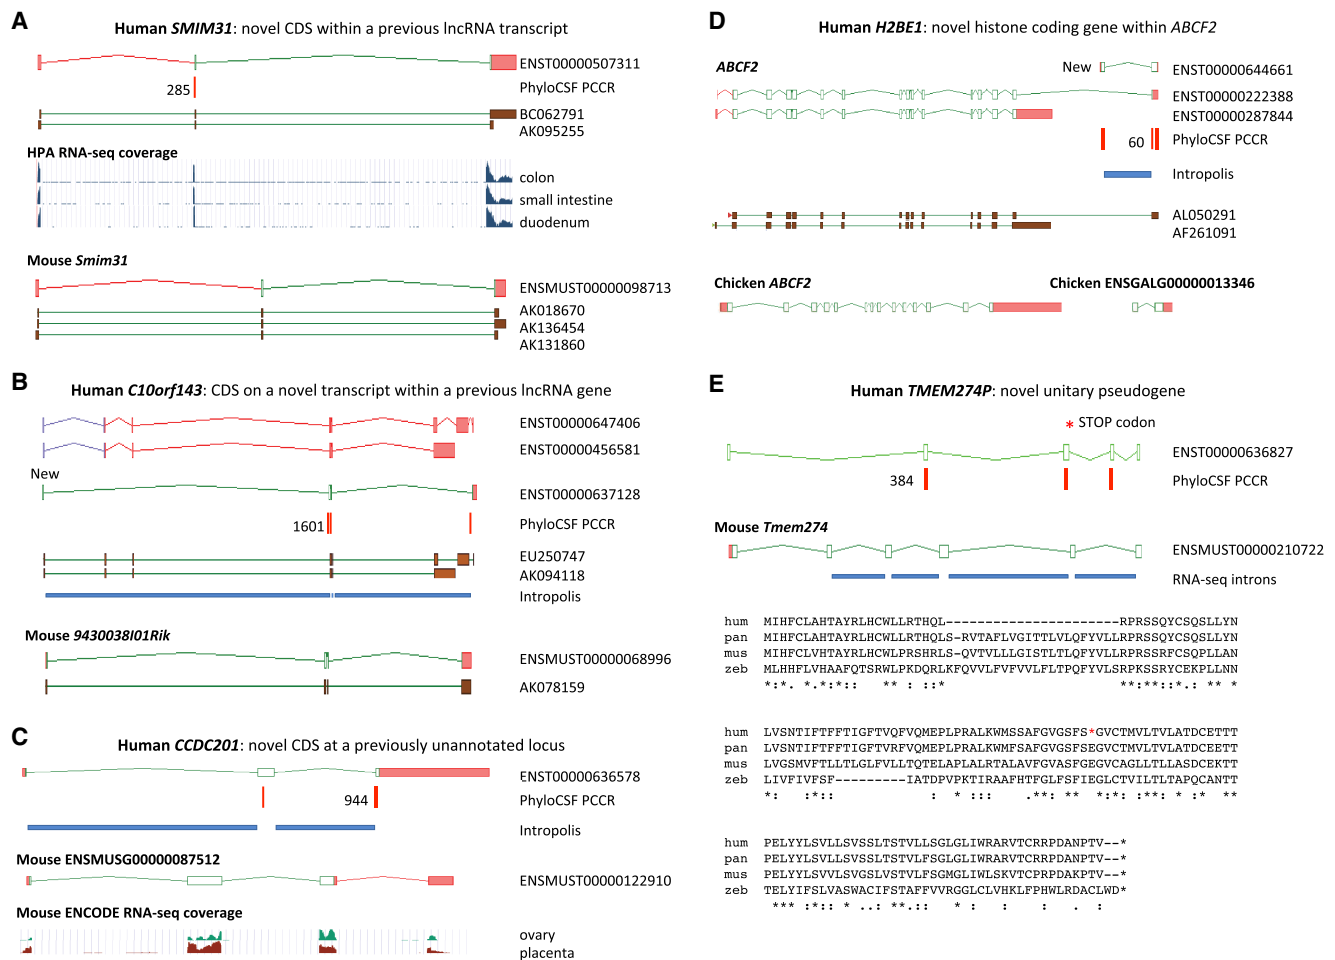 A
Human SMIM31: novel CDS within a previous lncRNA transcript
ENST00000507311
285
PhyloCSF PCCR
BC062791
AK095255
HPA RNA-seq coverage
colon
small intestine
duodenum
Mouse Smim31
ENSMUST00000098713
AK018670
AK136454
AK131860
B
Human C10orf143: CDS on a novel transcript within a previous lncRNA gene
ENST00000647406
ENST00000456581
New
ENST00000637128
1601
PhyloCSF PCCR
EU250747
AK094118
Intropolis
Mouse 9430038I01Rik
ENSMUST00000068996
AK078159
C
Human CCDC201: novel CDS at a previously unannotated locus
ENST00000636578
944
PhyloCSF PCCR
Intropolis
Mouse ENSMUSG00000087512
ENSMUST00000122910
Mouse ENCODE RNA-seq coverage
ovary
placenta
D
Human H2BE1: novel histone coding gene within ABCF2
ABCF2
New
ENST00000644661
ENST00000222388
ENST00000287844
60
PhyloCSF PCCR
Intropolis
AL050291
AF261091
Chicken ABCF2
Chicken ENSGALG00000013346
E
Human TMEM274P: novel unitary pseudogene
* STOP codon
ENST00000636827
384
PhyloCSF PCCR
Mouse Tmem274
ENSMUST00000210722
RNA-seq introns
hum MIHFCLAHTAYRLHCWLLRTHQL----------------------RPRSSQYCSQSLLYN
pan MIHFCLAHTAYRLHCWLLRTHQLS-RVTAFLVGITTLVLQFYVLLRPRSSQYCSQSLLYN
mus MIHFCLAHTAYRLHCWLPRSHRLS-QVTVLLLGISTLTLQFYVLLRPRSSRFCSQPLLAN
zeb MLHHFLVHAAFQTSRWLKPDQRLKFQVVLFVFVVLFLTPQFYLSRPKSSRYCEKPLLNN
*:*. *:*:*:: ** : ::* **:**:::*.: ** *
hum LVSNTIFTFFTIGFTVQFVQMEPLPRALKWMSSAFGVGSFS*GVCTMVLTVLATDCETTT
pan LVSNTIFTFFTIGFTVRFVQMEPLPRALKWMSSAFGVGSFSEGVCTMVLTVLATDCETTT
mus LVGSMVFTLLTLGLFVLLTQTEPLAPLALRTALAVFGVASFGEGVCAGLLTLLASDCETTT
zeb LIVFIVFSF---------IATDPVPKTIRAAFHTFGLFSFIEGLCTILTLTAPQCANTT
*: :*:: : :* : .**: ** *:*: :** :. * **
hum PELYYLSVLLSVSSLTSTVLFSGLGLIWRARVTCRRPDANPTV--*
pan PELYYLSVLLSVSSLTSTVLFSGLGLIWRARVTCRRPDANPTV--*
mus PELYYLSVVLSVGSLVSTVLFSMGLIWLSKVTCRRPDAKPTV--*
zeb TELYIFSLVASWACIFSTAFFVVRGGLCLVHKLFPHWLRDACLWD*
*** :*:: * ..: **.:: * : : . :